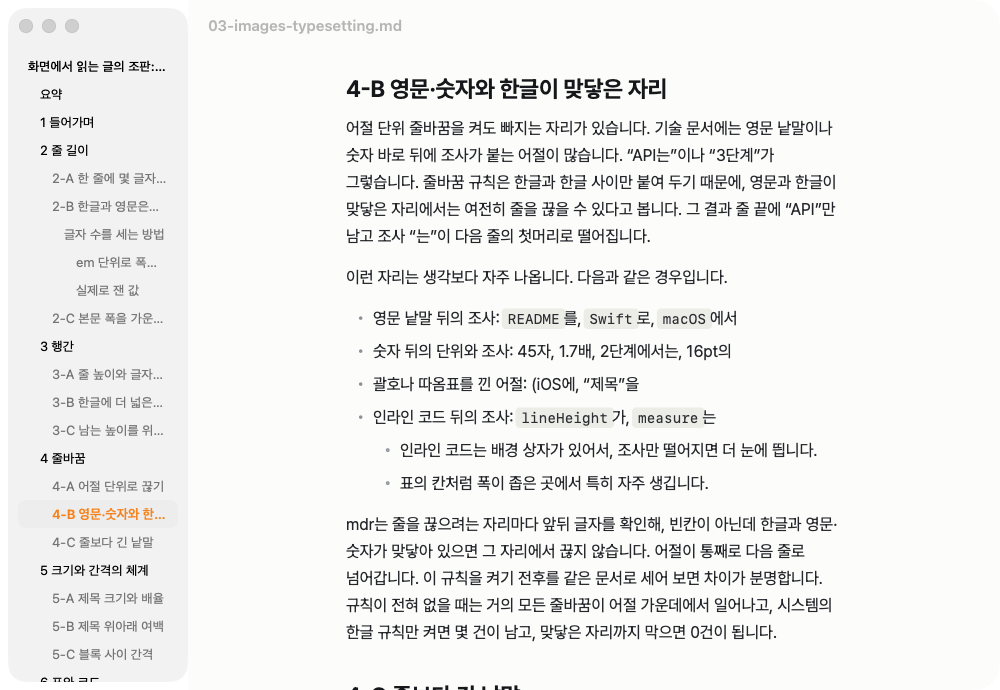 03-images-typesetting.md
화면에서 읽는 글의 조판:...
요약
1 들어가며
2 줄 길이
2-A 한 줄에 몇 글자...
2-B 한글과 영문은...
글자 수를 세는 방법
em 단위로 폭...
실제로 잰 값
2-C 본문 폭을 가운...
3 행간
3-A 줄 높이와 글자...
3-B 한글에 더 넓은...
3-C 남는 높이를 위...
4 줄바꿈
4-A 어절 단위로 끊기
4-B 영문·숫자와 한...
4-C 줄보다 긴 낱말
5 크기와 간격의 체계
5-A 제목 크기와 배율
5-B 제목 위아래 여백
5-C 블록 사이 간격
6 표와 코드
4-B 영문·숫자와 한글이 맞닿은 자리
어절 단위 줄바꿈을 켜도 빠지는 자리가 있습니다. 기술 문서에는 영문 낱말이나
숫자 바로 뒤에 조사가 붙는 어절이 많습니다. “API는”이나 “3단계”가
그렇습니다. 줄바꿈 규칙은 한글과 한글 사이만 붙여 두기 때문에, 영문과 한글이
맞닿은 자리에서는 여전히 줄을 끊을 수 있다고 봅니다. 그 결과 줄 끝에 “API”만
남고 조사 “는”이 다음 줄의 첫머리로 떨어집니다.
이런 자리는 생각보다 자주 나옵니다. 다음과 같은 경우입니다.
• 영문 낱말 뒤의 조사: README를, Swift로, macOS에서
• 숫자 뒤의 단위와 조사: 45자, 1.7배, 2단계에서는, 16pt의
• 괄호나 따옴표를 낀 어절: (iOS에, “제목”을
• 인라인 코드 뒤의 조사: lineHeight가, measure는
• 인라인 코드는 배경 상자가 있어서, 조사만 떨어지면 더 눈에 띕니다.
• 표의 칸처럼 폭이 좁은 곳에서 특히 자주 생깁니다.
mdr는 줄을 끊으려는 자리마다 앞뒤 글자를 확인해, 빈칸이 아닌데 한글과 영문·
숫자가 맞닿아 있으면 그 자리에서 끊지 않습니다. 어절이 통째로 다음 줄로
넘어갑니다. 이 규칙을 켜기 전후를 같은 문서로 세어 보면 차이가 분명합니다.
규칙이 전혀 없을 때는 거의 모든 줄바꿈이 어절 가운데에서 일어나고, 시스템의
한글 규칙만 켜면 몇 건이 남고, 맞닿은 자리까지 막으면 0건이 됩니다.
4-C 줄보다 긴 낱말